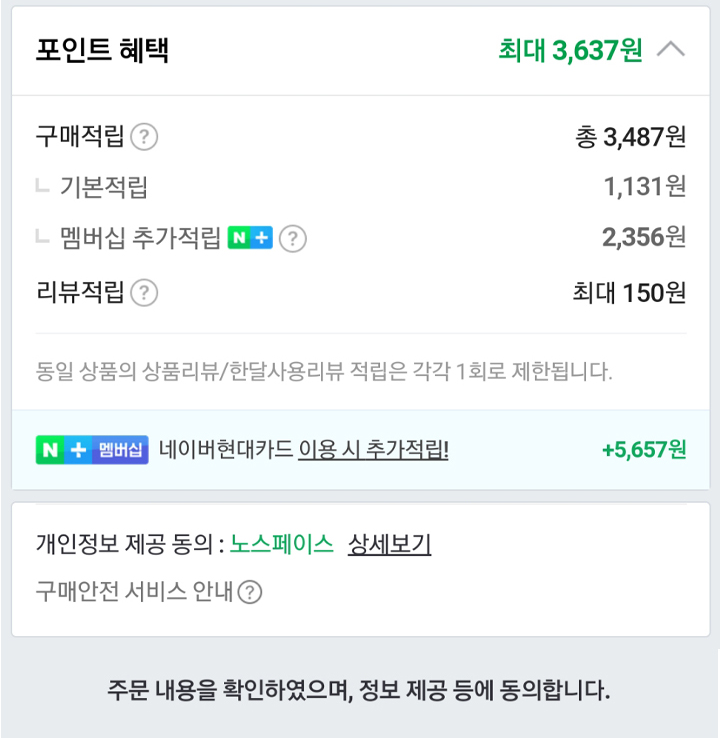 포인트 혜택 최대 3,637원
구매적립 ? 총 3,487원
기본적립 1,131원
멤버십 추가적립 N + ? 2,356원
리뷰적립 ? 최대 150원
동일 상품의 상품리뷰/한달사용리뷰 적립은 각각 1회로 제한됩니다.
N + 멤버십 네이버현대카드 이용 시 추가적립! +5,657원
개인정보 제공 동의 : 노스페이스 상세보기
구매안전 서비스 안내 ?
주문 내용을 확인하였으며, 정보 제공 등에 동의합니다.